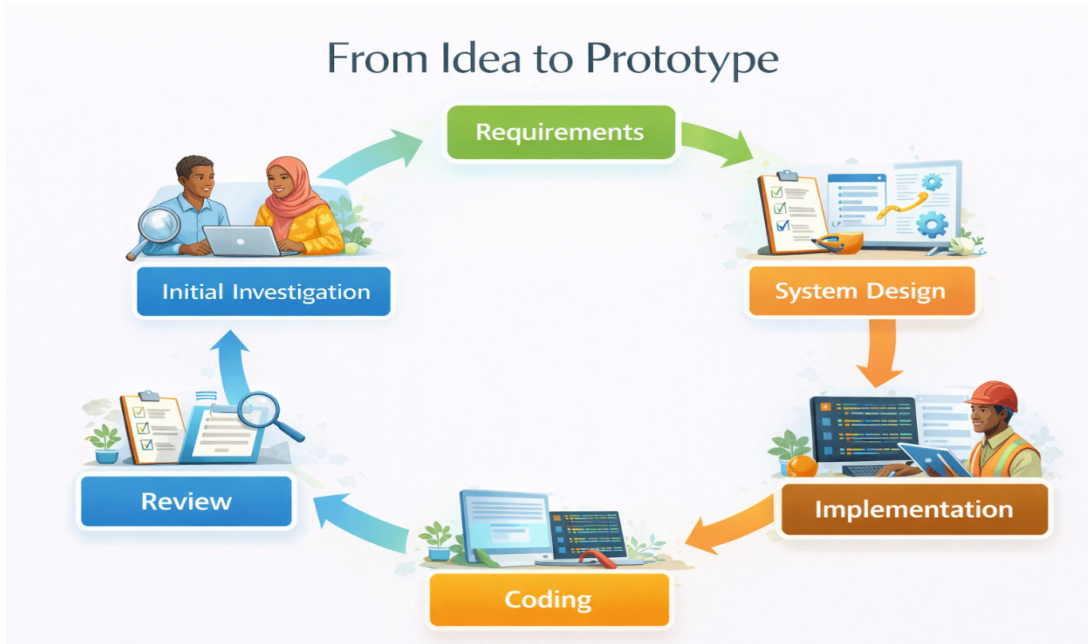 From Idea to Prototype
Requirements
Initial Investigation
System Design
Review
Implementation
Coding